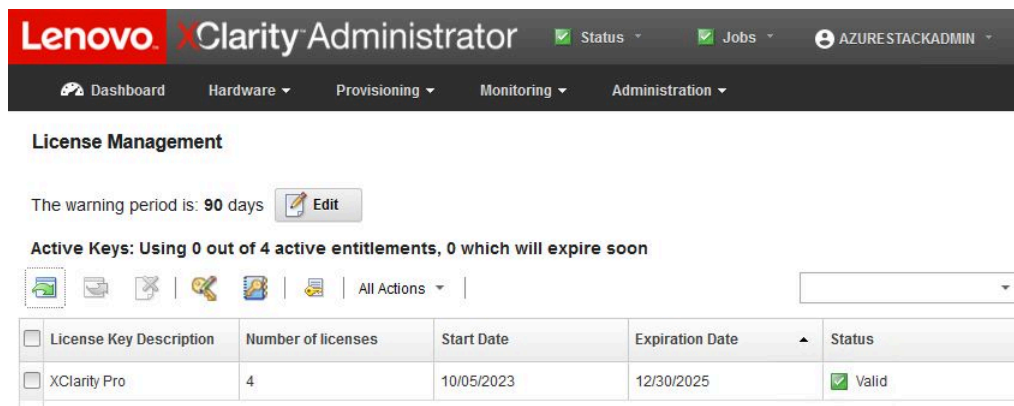 Lenovo. XClarity Administrator Status Jobs AZURESTACKADMIN
Dashboard Hardware Provisioning Monitoring Administration
License Management
The warning period is: 90 days Edit
Active Keys: Using 0 out of 4 active entitlements, 0 which will expire soon
All Actions
License Key Description Number of licenses Start Date Expiration Date Status
XClarity Pro 4 10/05/2023 12/30/2025 Valid